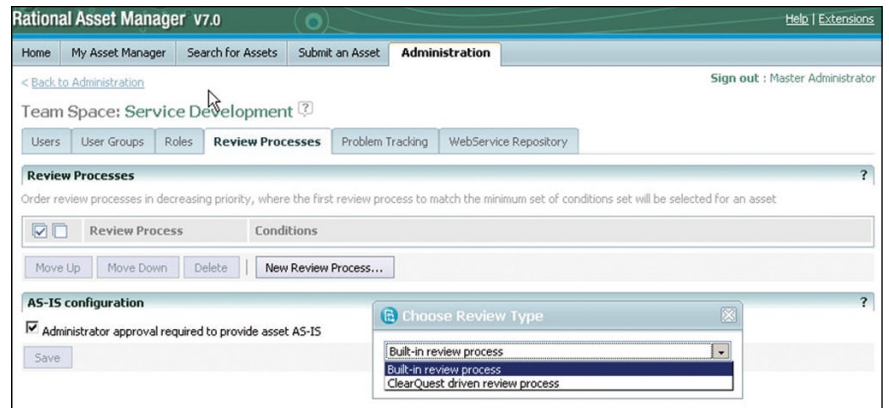 Rational Asset Manager V7.0
Help | Extensions
Home My Asset Manager Search for Assets Submit an Asset Administration
< Back to Administration
Sign out : Master Administrator
Team Space: Service Development ?
Users User Groups Roles Review Processes Problem Tracking WebService Repository
Review Processes ?
Order review processes in decreasing priority, where the first review process to match the minimum set of conditions set will be selected for an asset
Review Process Conditions
Move Up Move Down Delete | New Review Process...
AS-IS configuration ?
Administrator approval required to provide asset AS-IS
Save
Choose Review Type
Built-in review process
Built-in review process
ClearQuest driven review process